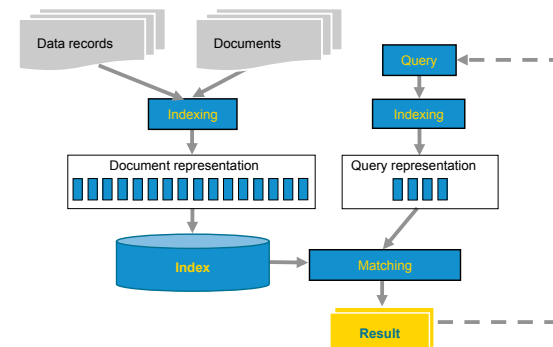 Data records
Documents
Query
Indexing
Indexing
Document representation
Query representation
Index
Matching
Result